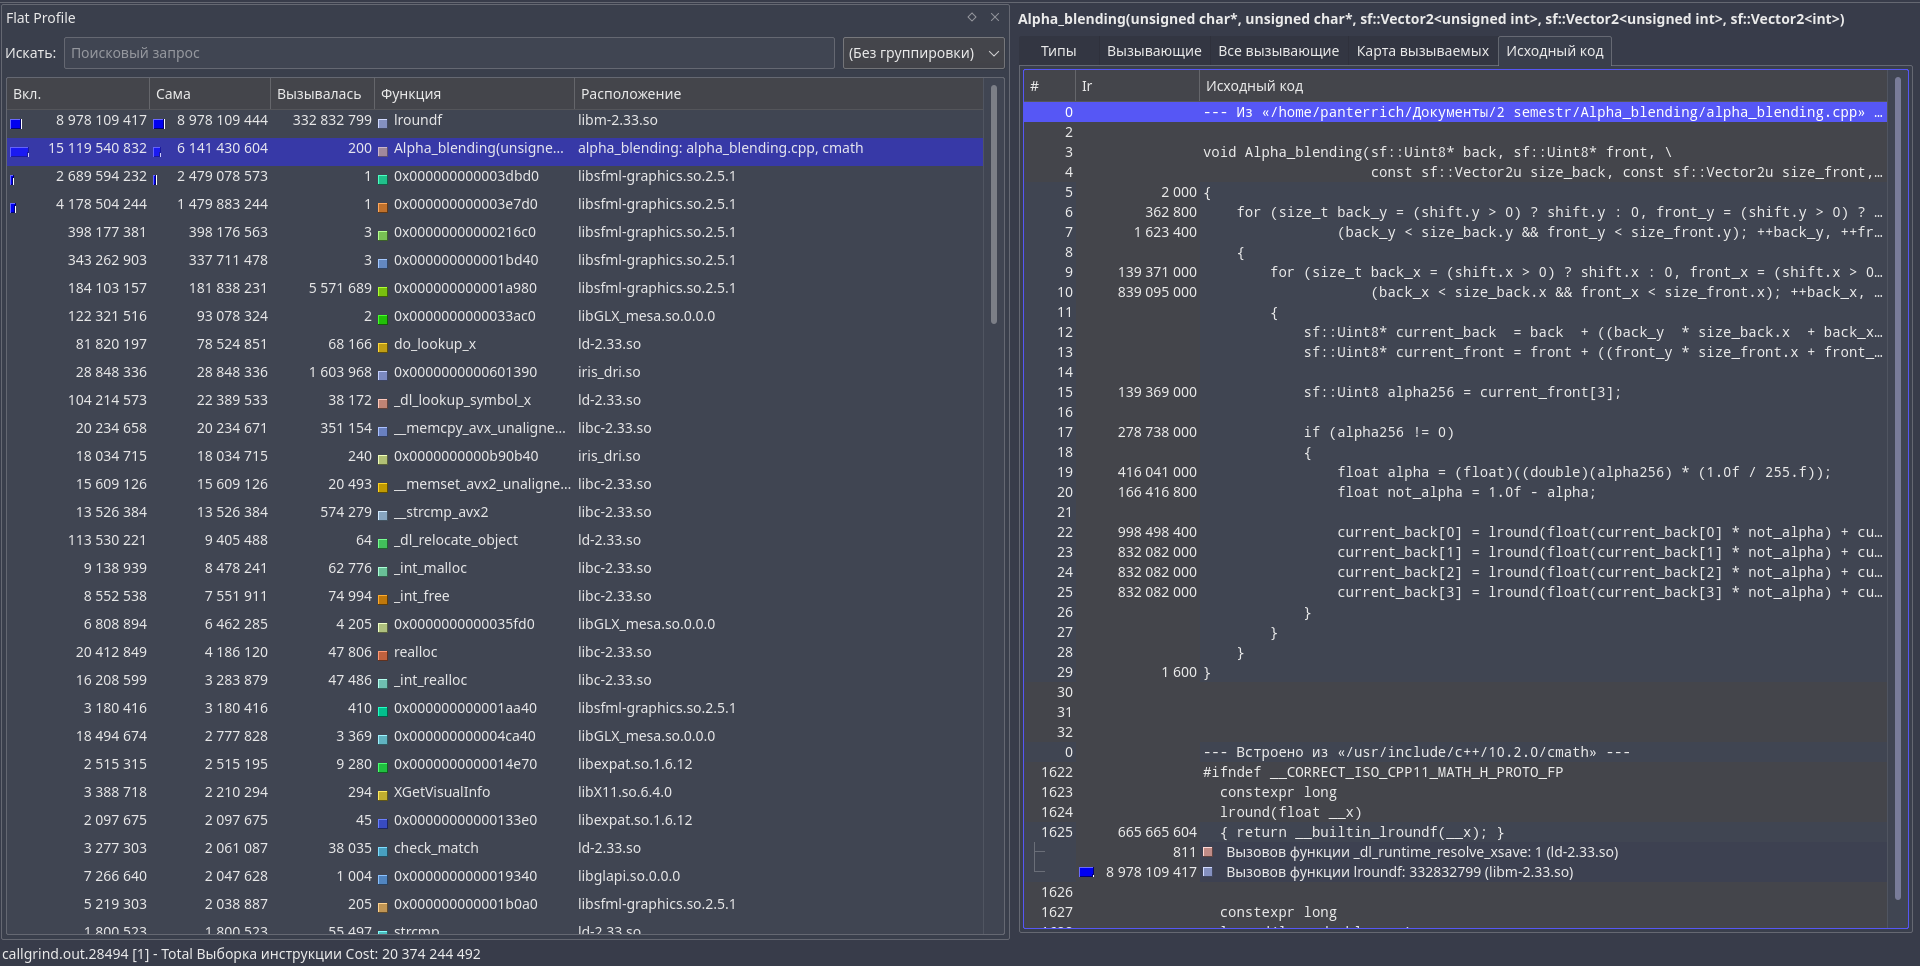 Flat Profile
Искать: Поисковый запрос (Без группировки)
Вкл. Сама Вызывалась Функция Расположение
8 978 109 417 8 978 109 444 332 832 799 lroundf libm-2.33.so
15 119 540 832 6 141 430 604 200 Alpha_blending(unsigne... alpha_blending: alpha_blending.cpp, cmath
2 689 594 232 2 479 078 573 1 0x000000000003dbd0 libsfml-graphics.so.2.5.1
4 178 504 244 1 479 883 244 1 0x000000000003e7d0 libsfml-graphics.so.2.5.1
398 177 381 398 176 563 3 0x00000000000216c0 libsfml-graphics.so.2.5.1
343 262 903 337 711 478 3 0x000000000001bd40 libsfml-graphics.so.2.5.1
184 103 157 181 838 231 5 571 689 0x000000000001a980 libsfml-graphics.so.2.5.1
122 321 516 93 078 324 2 0x0000000000033ac0 libGLX_mesa.so.0.0.0
81 820 197 78 524 851 68 166 do_lookup_x ld-2.33.so
28 848 336 28 848 336 1 603 968 0x0000000000601390 iris_dri.so
104 214 573 22 389 533 38 172 _dl_lookup_symbol_x ld-2.33.so
20 234 658 20 234 671 351 154 __memcpy_avx_unaligne... libc-2.33.so
18 034 715 18 034 715 240 0x0000000000b90b40 iris_dri.so
15 609 126 15 609 126 20 493 __memset_avx2_unaligne... libc-2.33.so
13 526 384 13 526 384 574 279 __strcmp_avx2 libc-2.33.so
113 530 221 9 405 488 64 _dl_relocate_object ld-2.33.so
9 138 939 8 478 241 62 776 _int_malloc libc-2.33.so
8 552 538 7 551 911 74 994 _int_free libc-2.33.so
6 808 894 6 462 285 4 205 0x0000000000035fd0 libGLX_mesa.so.0.0.0
20 412 849 4 186 120 47 806 realloc libc-2.33.so
16 208 599 3 283 879 47 486 _int_realloc libc-2.33.so
3 180 416 3 180 416 410 0x000000000001aa40 libsfml-graphics.so.2.5.1
18 494 674 2 777 828 3 369 0x000000000004ca40 libGLX_mesa.so.0.0.0
2 515 315 2 515 195 9 280 0x0000000000014e70 libexpat.so.1.6.12
3 388 718 2 210 294 294 XGetVisualInfo libX11.so.6.4.0
2 097 675 2 097 675 45 0x00000000000133e0 libexpat.so.1.6.12
3 277 303 2 061 087 38 035 check_match ld-2.33.so
7 266 640 2 047 628 1 004 0x0000000000019340 libglapi.so.0.0.0
5 219 303 2 038 887 205 0x000000000001b0a0 libsfml-graphics.so.2.5.1
1 800 523 1 800 523 55 497 strcmp ld-2.33.so
callgrind.out.28494 [1] - Total Выборка инструкции Cost: 20 374 244 492
Alpha_blending(unsigned char*, unsigned char*, sf::Vector2<unsigned int>, sf::Vector2<unsigned int>, sf::Vector2<int>)
Типы Вызывающие Все вызывающие Карта вызываемых Исходный код
# Ir Исходный код
0 --- Из «/home/panterrich/Документы/2 semestr/Alpha_blending/alpha_blending.cpp» ...
2
3 void Alpha_blending(sf::Uint8* back, sf::Uint8* front, \
4 const sf::Vector2u size_back, const sf::Vector2u size_front,...
5 2 000 {
6 362 800 for (size_t back_y = (shift.y > 0) ? shift.y : 0, front_y = (shift.y > 0) ? ...
7 1 623 400 (back_y < size_back.y && front_y < size_front.y); ++back_y, ++fr...
8 {
9 139 371 000 for (size_t back_x = (shift.x > 0) ? shift.x : 0, front_x = (shift.x > 0...
10 839 095 000 (back_x < size_back.x && front_x < size_front.x); ++back_x, ...
11 {
12 sf::Uint8* current_back  = back  + ((back_y  * size_back.x  + back_x...
13 sf::Uint8* current_front = front + ((front_y * size_front.x + front_...
14
15 139 369 000 sf::Uint8 alpha256 = current_front[3];
16
17 278 738 000 if (alpha256 != 0)
18 {
19 416 041 000 float alpha = (float)((double)(alpha256) * (1.0f / 255.f));
20 166 416 800 float not_alpha = 1.0f - alpha;
21
22 998 498 400 current_back[0] = lround(float(current_back[0] * not_alpha) + cu...
23 832 082 000 current_back[1] = lround(float(current_back[1] * not_alpha) + cu...
24 832 082 000 current_back[2] = lround(float(current_back[2] * not_alpha) + cu...
25 832 082 000 current_back[3] = lround(float(current_back[3] * not_alpha) + cu...
26 }
27 }
28 }
29 1 600 }
30
31
32
0 --- Встроено из «/usr/include/c++/10.2.0/cmath» ---
1622 #ifndef __CORRECT_ISO_CPP11_MATH_H_PROTO_FP
1623 constexpr long
1624 lround(float __x)
1625 665 665 604 { return __builtin_lroundf(__x); }
811 Вызовов функции _dl_runtime_resolve_xsave: 1 (ld-2.33.so)
8 978 109 417 Вызовов функции lroundf: 332832799 (libm-2.33.so)
1626
1627 constexpr long